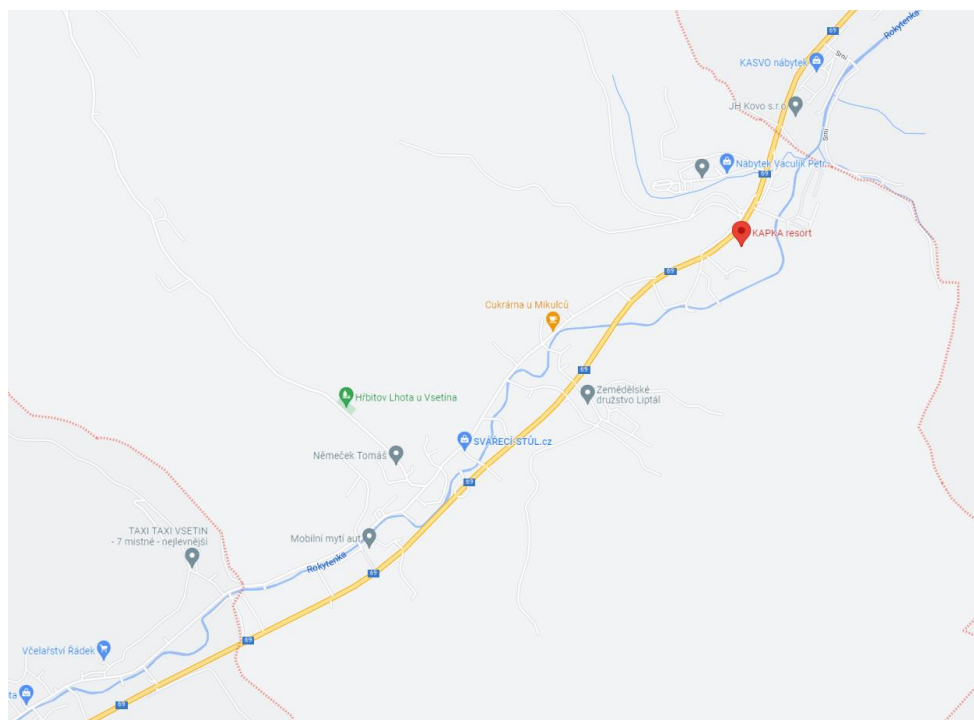 69
Rokytenka
KASVO nábytek
Srní
JH Kovo s.r.o
Srní
Nábytek Vaculík Petr...
69
KAPKA resort
69
Cukrárna u Mikulců
69
Zemědělské
družstvo Liptál
Hřbitov Lhota u Vsetína
SVAŘECÍ-STŮL.cz
Němeček Tomáš
69
TAXI TAXI VSETIN
- 7 místné - nejlevnější
Mobilní mytí aut
Rokytenka
69
69
Včelařství Řádek
ta
69